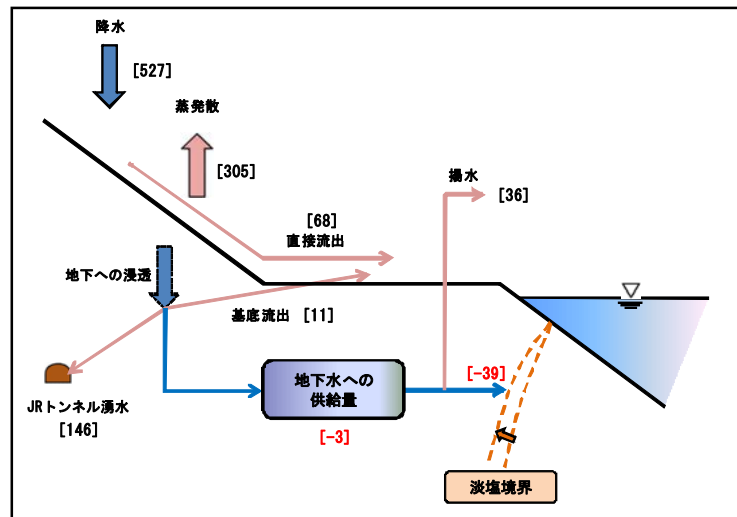 降水
[527]
蒸発散
[305]
揚水
[36]
[68]
直接流出
地下への浸透
基底流出 [11]
地下水への
供給量
[-39]
JRトンネル湧水
[146]
[-3]
淡塩境界